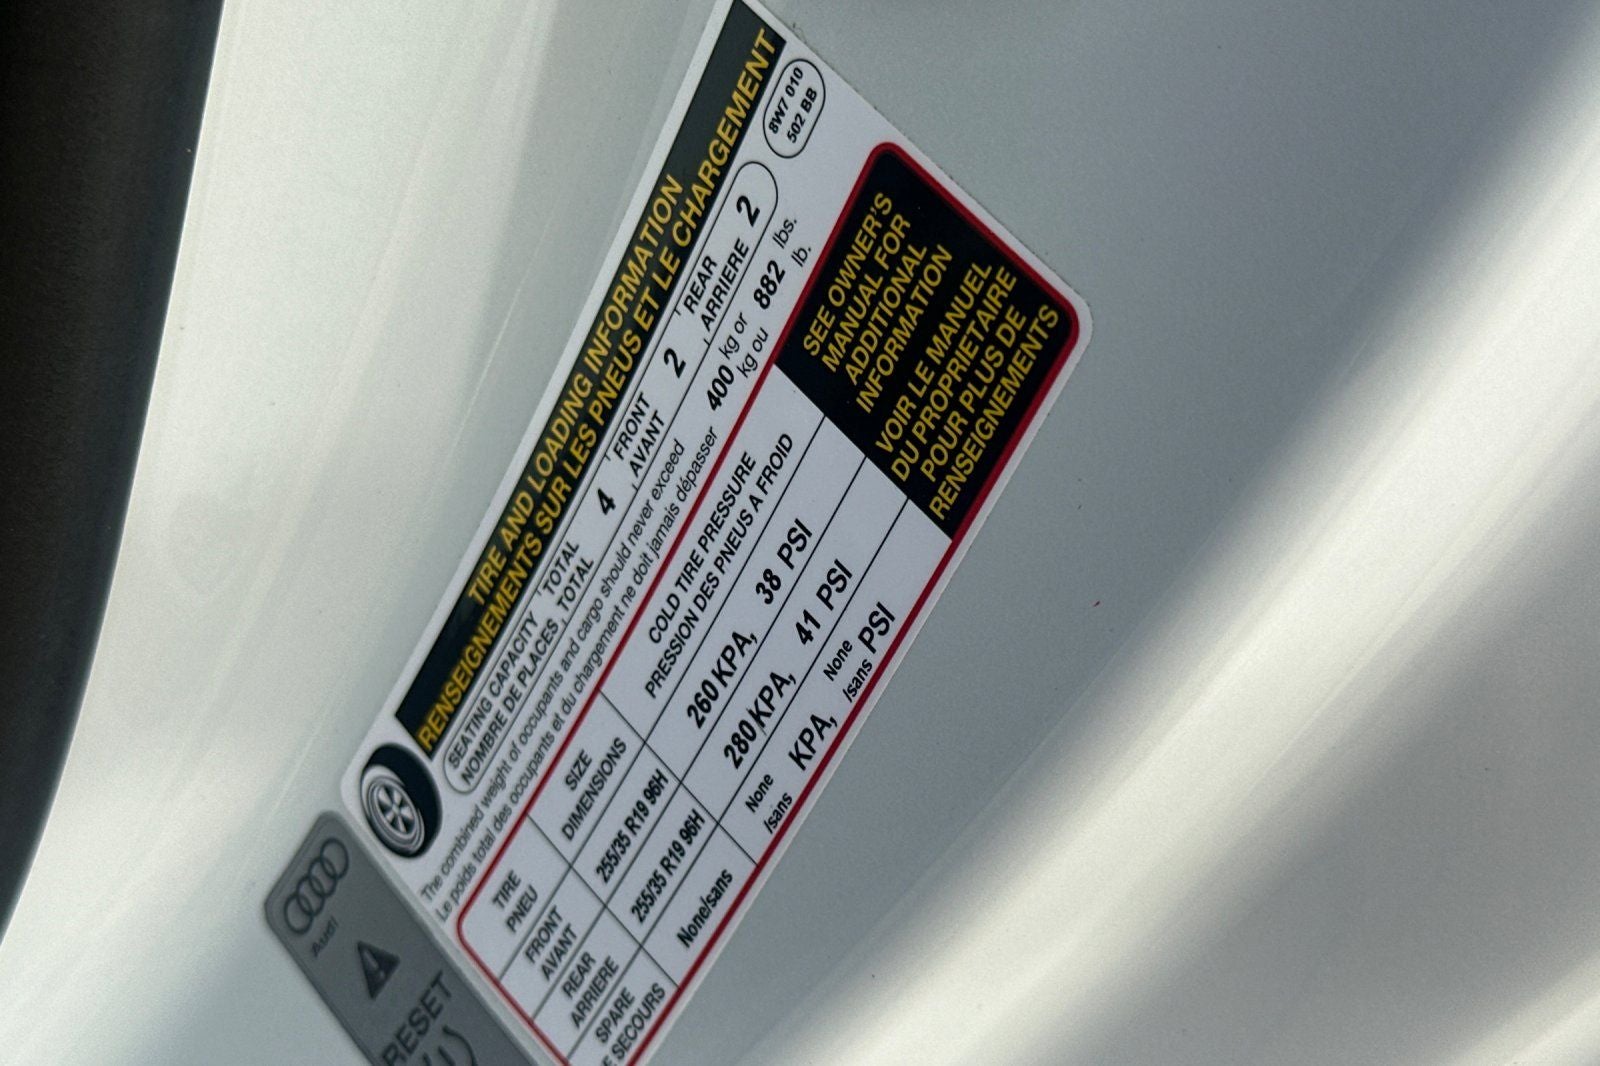 TIRE AND LOADING INFORMATION
RENSEIGNEMENTS SUR LES PNEUS ET LE CHARGEMENT
8W7 010
502 BB
SEATING CAPACITY TOTAL 4 FRONT 2 REAR 2
NOMBRE DE PLACES TOTAL AVANT ARRIERE
The combined weight of occupants and cargo should never exceed 400 kg or 882 lbs.
Le poids total des occupants et du chargement ne doit jamais dépasser kg ou lb.
TIRE SIZE COLD TIRE PRESSURE
PNEU DIMENSIONS PRESSION DES PNEUS A FROID
FRONT
AVANT 255/35 R19 96H 260 KPA, 38 PSI
REAR
ARRIERE 255/35 R19 96H 280 KPA, 41 PSI
SPARE
E SECOURS None/sans None /sans KPA, None /sans PSI
SEE OWNER'S
MANUAL FOR
ADDITIONAL
INFORMATION
VOIR LE MANUEL
DU PROPRIETAIRE
POUR PLUS DE
RENSEIGNEMENTS
Audi
RESET